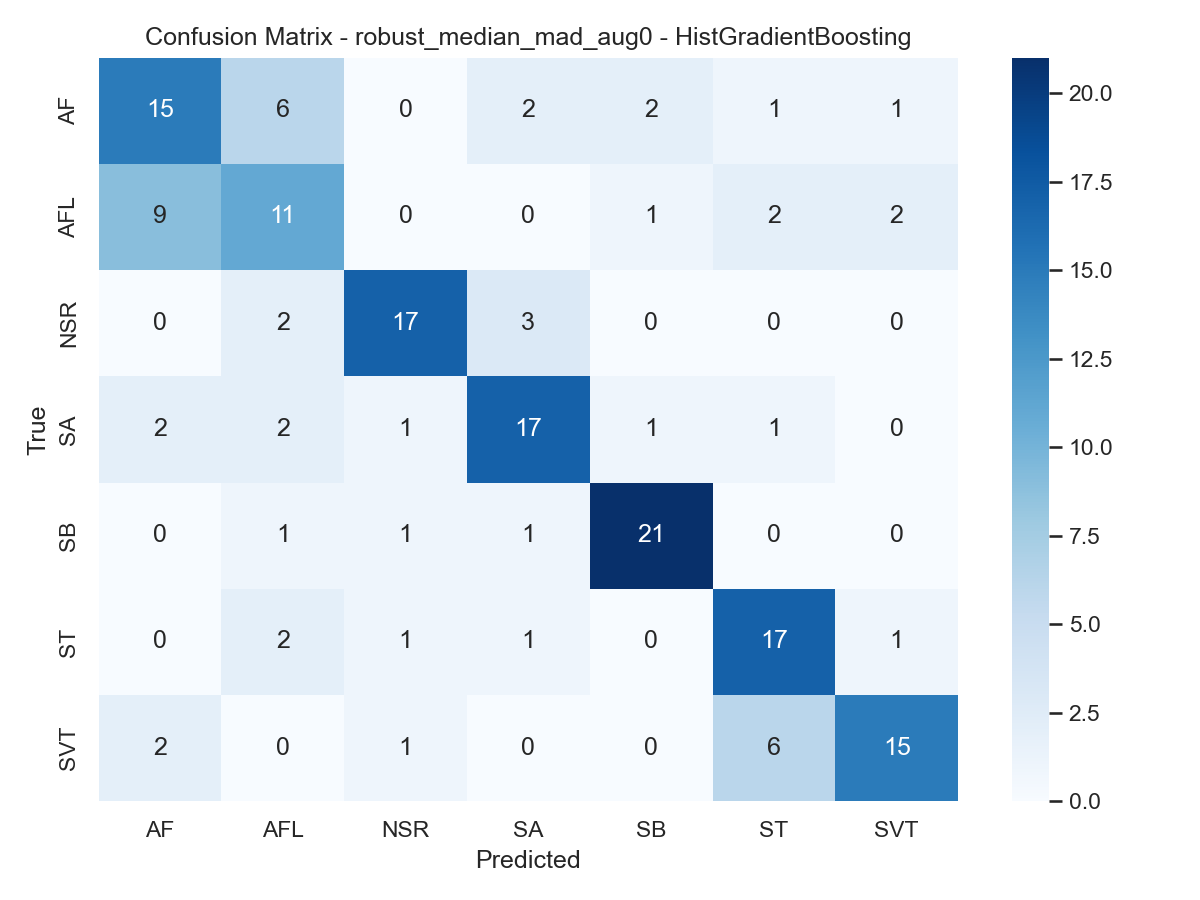 Confusion Matrix - robust_median_mad_aug0 - HistGradientBoosting
AF 15 6 0 2 2 1 1
AFL 9 11 0 0 1 2 2
NSR 0 2 17 3 0 0 0
SA 2 2 1 17 1 1 0
SB 0 1 1 1 21 0 0
ST 0 2 1 1 0 17 1
SVT 2 0 1 0 0 6 15
True
AF AFL NSR SA SB ST SVT
Predicted
20.0
17.5
15.0
12.5
10.0
7.5
5.0
2.5
0.0